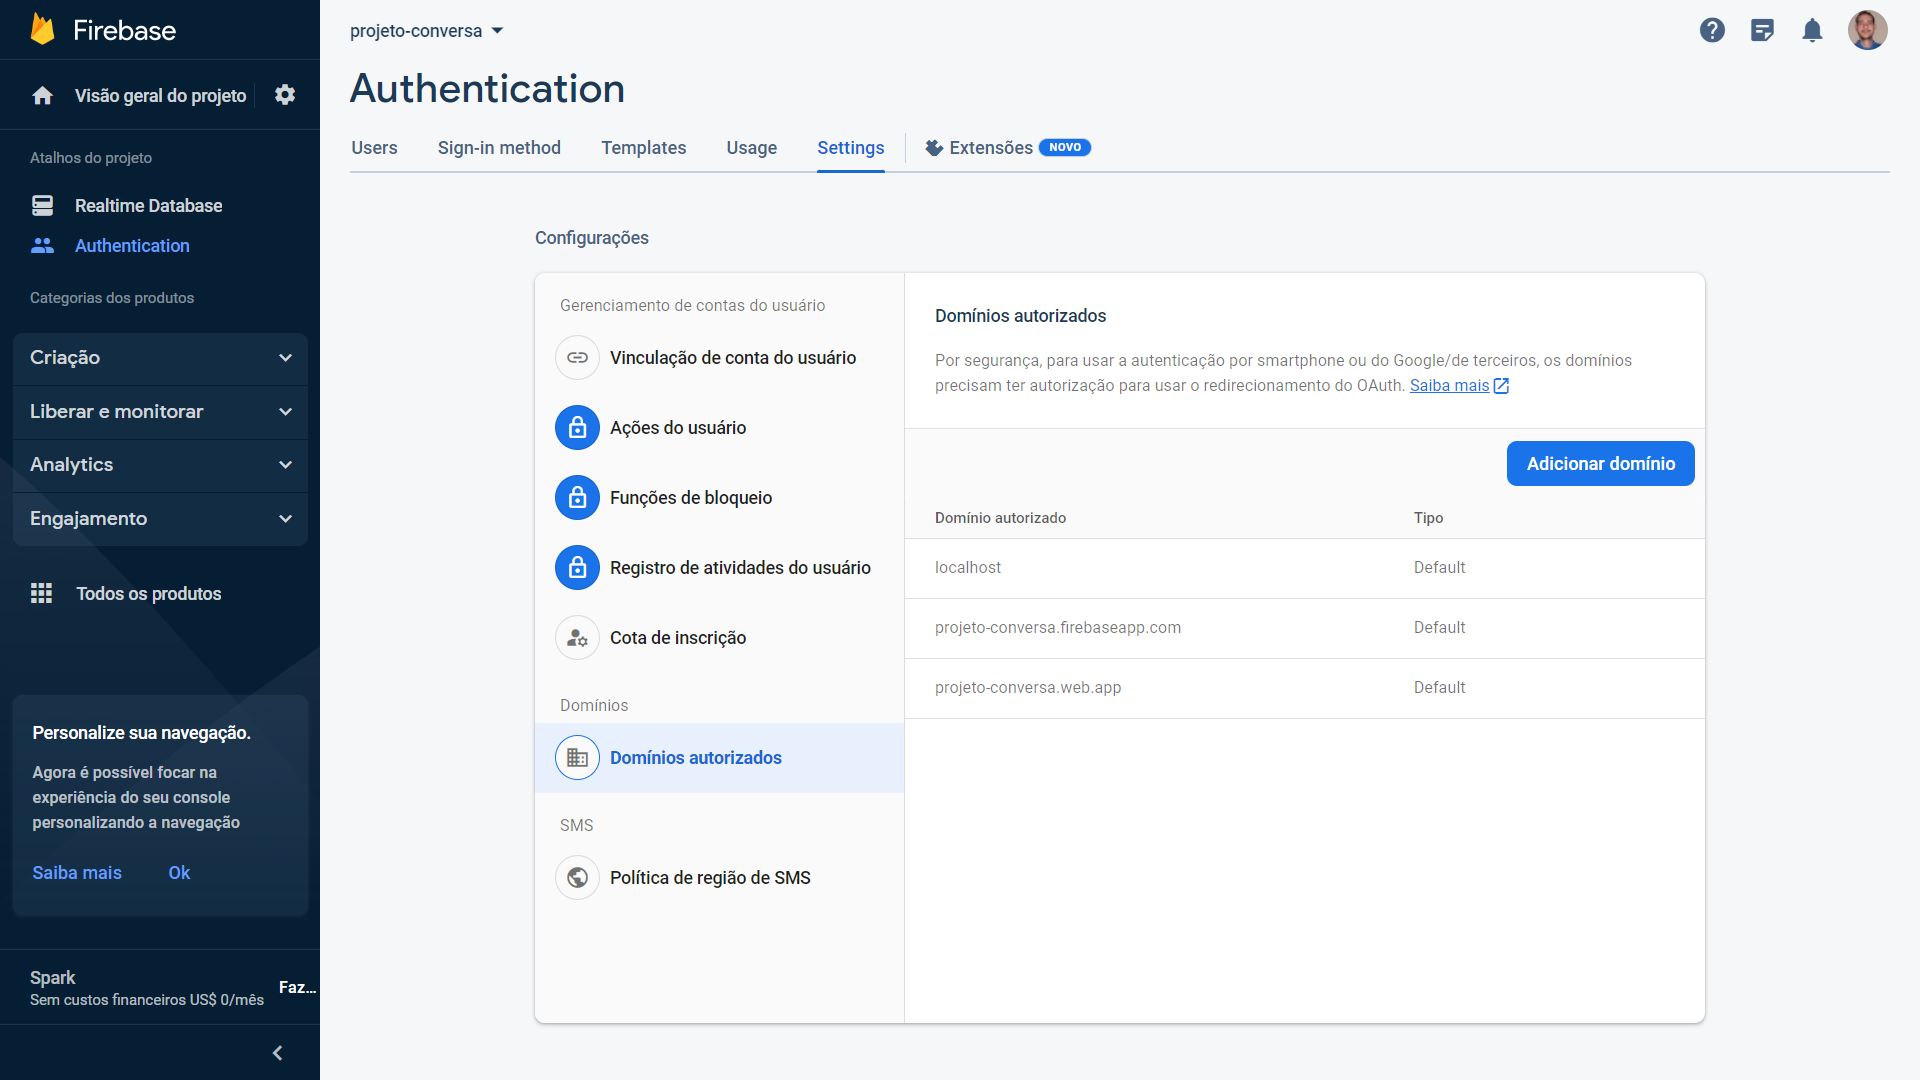 Firebase
Visão geral do projeto
Atalhos do projeto
Realtime Database
Authentication
Categorias dos produtos
Criação
Liberar e monitorar
Analytics
Engajamento
Todos os produtos
Personalize sua navegação.
Agora é possível focar na
experiência do seu console
personalizando a navegação
Saiba mais Ok
Spark
Sem custos financeiros US$ 0/mês
Faz...
projeto-conversa
Authentication
Users Sign-in method Templates Usage Settings Extensões NOVO
Configurações
Gerenciamento de contas do usuário
Vinculação de conta do usuário
Ações do usuário
Funções de bloqueio
Registro de atividades do usuário
Cota de inscrição
Domínios
Domínios autorizados
SMS
Política de região de SMS
Domínios autorizados
Por segurança, para usar a autenticação por smartphone ou do Google/de terceiros, os domínios
precisam ter autorização para usar o redirecionamento do OAuth. Saiba mais
Adicionar domínio
Domínio autorizado Tipo
localhost Default
projeto-conversa.firebaseapp.com Default
projeto-conversa.web.app Default